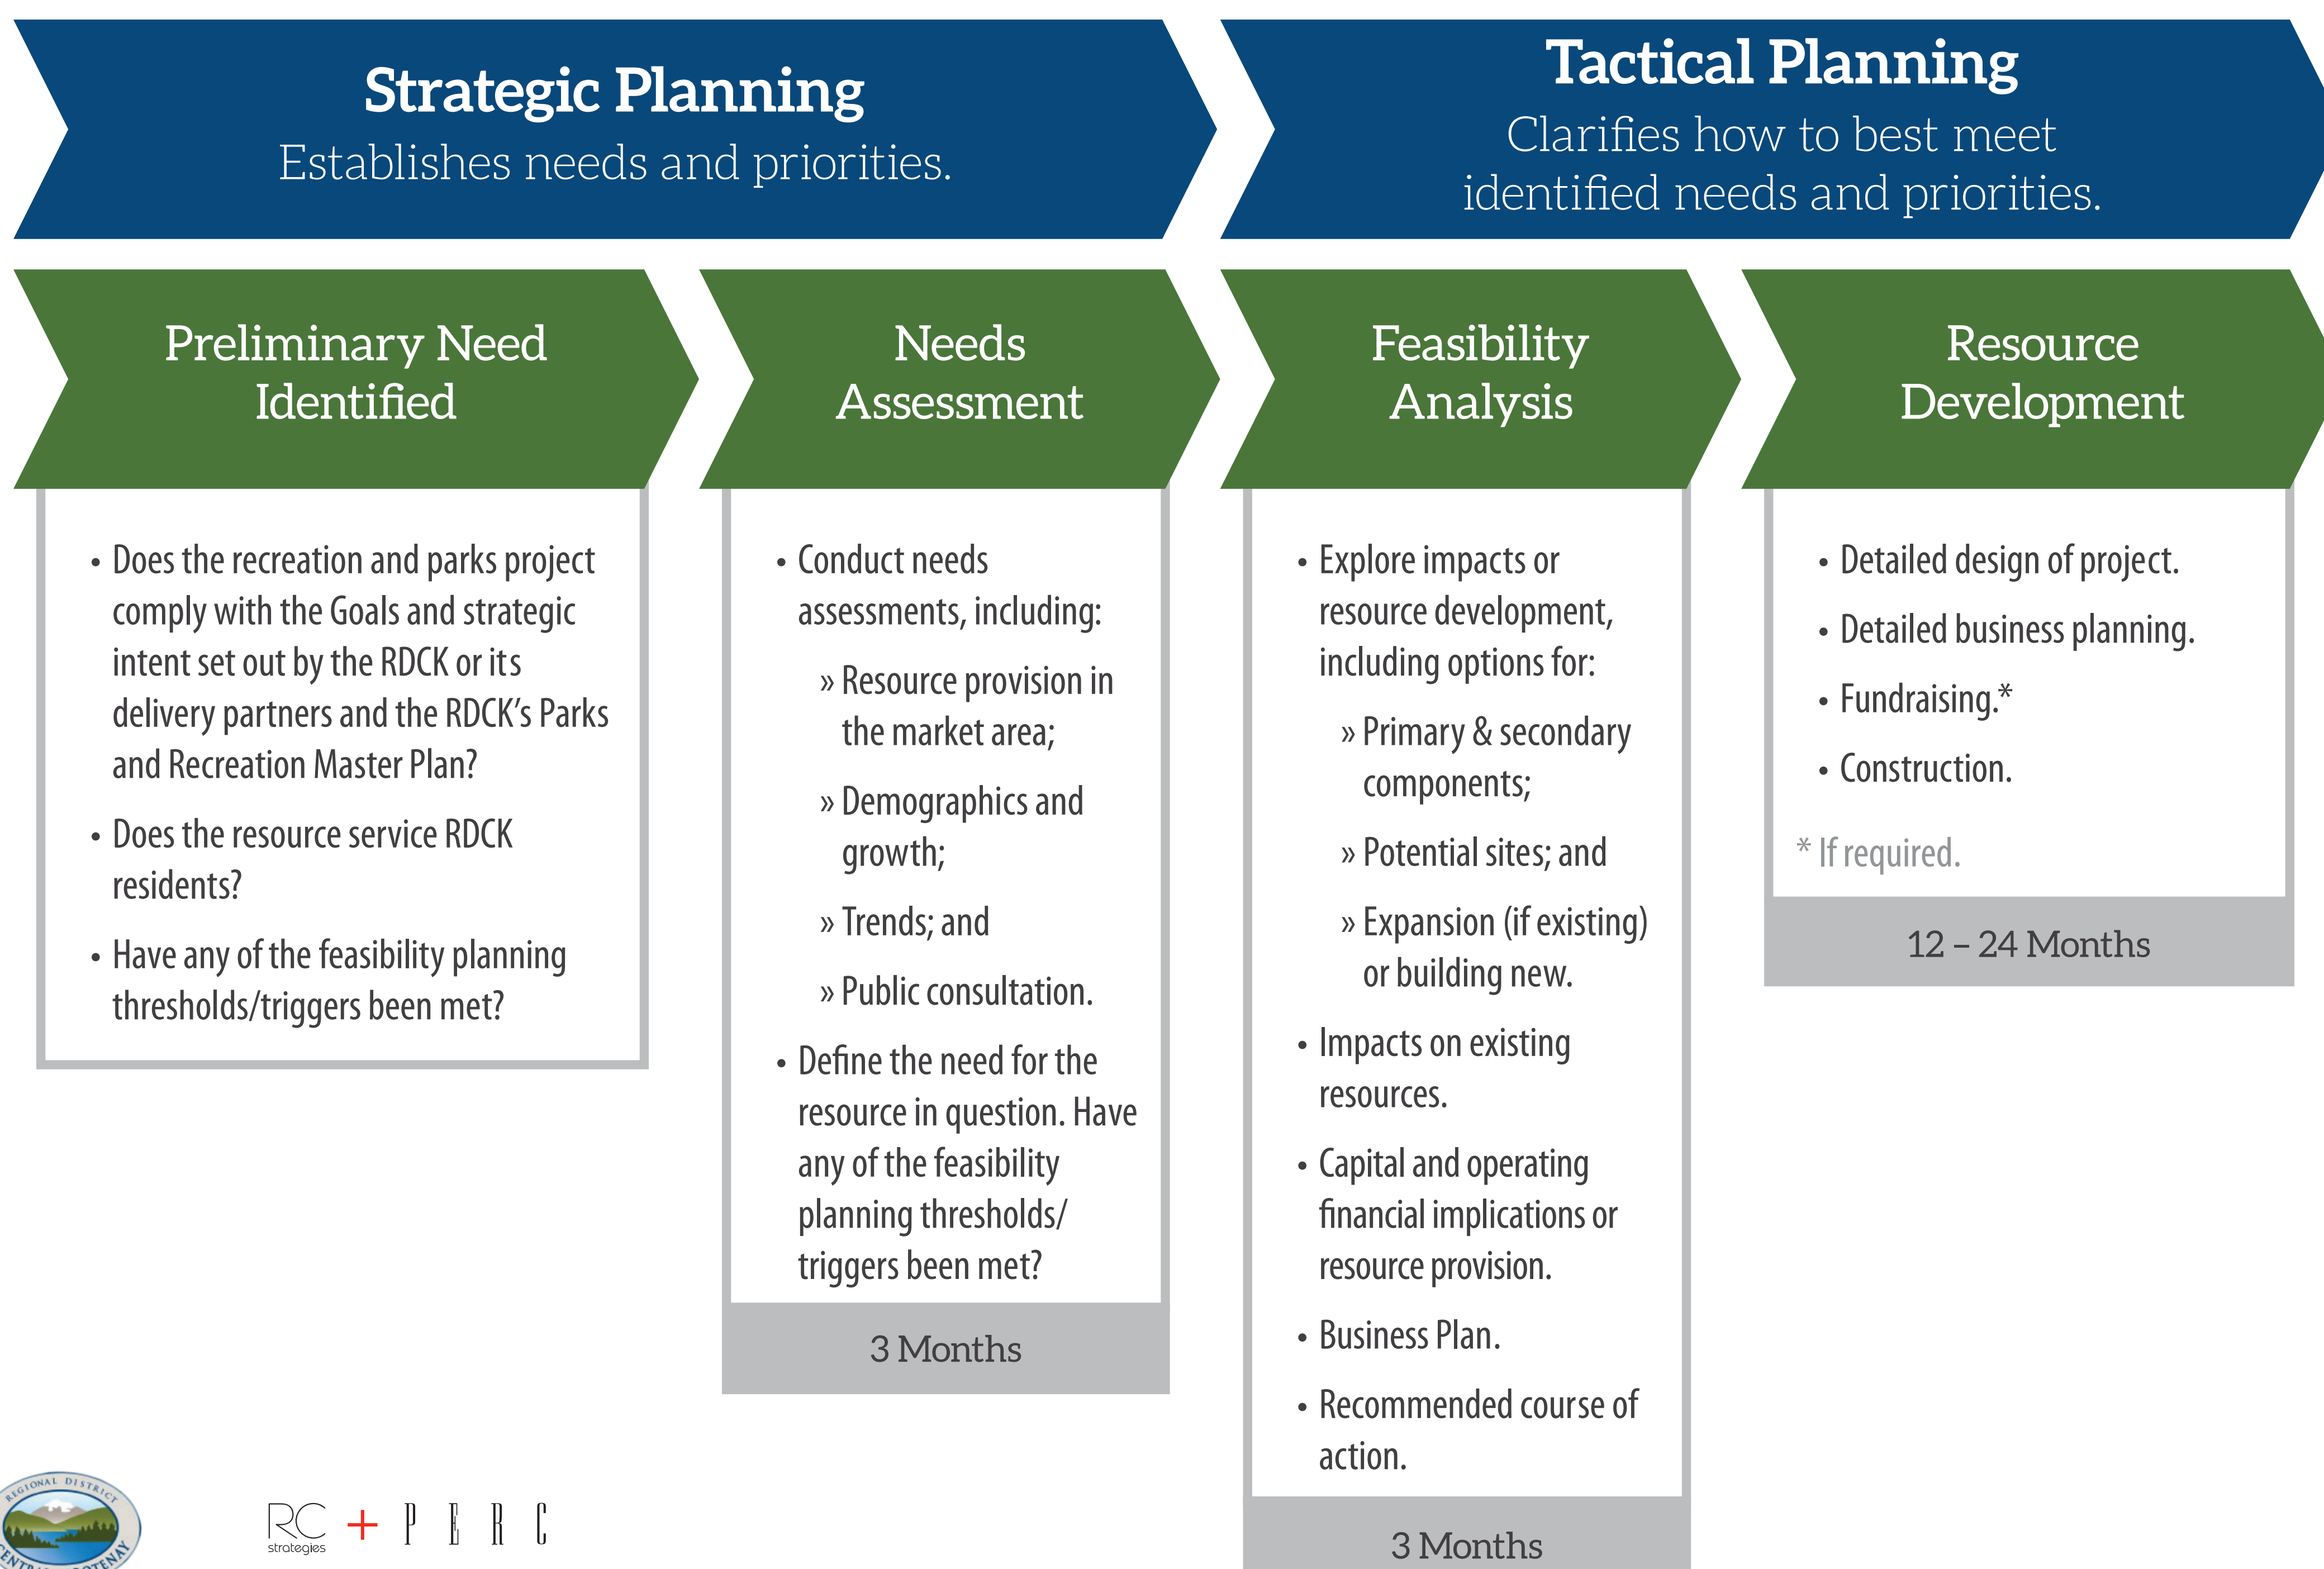 Strategic Planning
Establishes needs and priorities.
Tactical Planning
Clarifies how to best meet
identified needs and priorities.
Preliminary Need
Identified
• Does the recreation and parks project
comply with the Goals and strategic
intent set out by the RDCK or its
delivery partners and the RDCK's Parks
and Recreation Master Plan?
• Does the resource service RDCK
residents?
• Have any of the feasibility planning
thresholds/triggers been met?
Needs
Assessment
• Conduct needs
assessments, including:
» Resource provision in
the market area;
» Demographics and
growth;
» Trends; and
» Public consultation.
• Define the need for the
resource in question. Have
any of the feasibility
planning thresholds/
triggers been met?
3 Months
Feasibility
Analysis
• Explore impacts or
resource development,
including options for:
» Primary & secondary
components;
» Potential sites; and
» Expansion (if existing)
or building new.
• Impacts on existing
resources.
• Capital and operating
financial implications or
resource provision.
• Business Plan.
• Recommended course of
action.
3 Months
Resource
Development
• Detailed design of project.
• Detailed business planning.
• Fundraising.*
• Construction.
* If required.
12 – 24 Months
REGIONAL DISTRICT
CENTRAL
RC + PERC
strategies